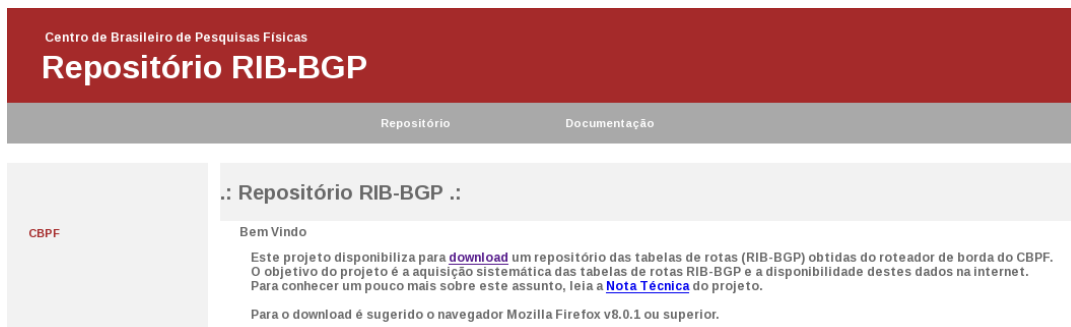 Centro de Brasileiro de Pesquisas Físicas
Repositório RIB-BGP
Repositório Documentação
.: Repositório RIB-BGP .:
CBPF
Bem Vindo
Este projeto disponibiliza para download um repositório das tabelas de rotas (RIB-BGP) obtidas do roteador de borda do CBPF.
O objetivo do projeto é a aquisição sistemática das tabelas de rotas RIB-BGP e a disponibilidade destes dados na internet.
Para conhecer um pouco mais sobre este assunto, leia a Nota Técnica do projeto.
Para o download é sugerido o navegador Mozilla Firefox v8.0.1 ou superior.